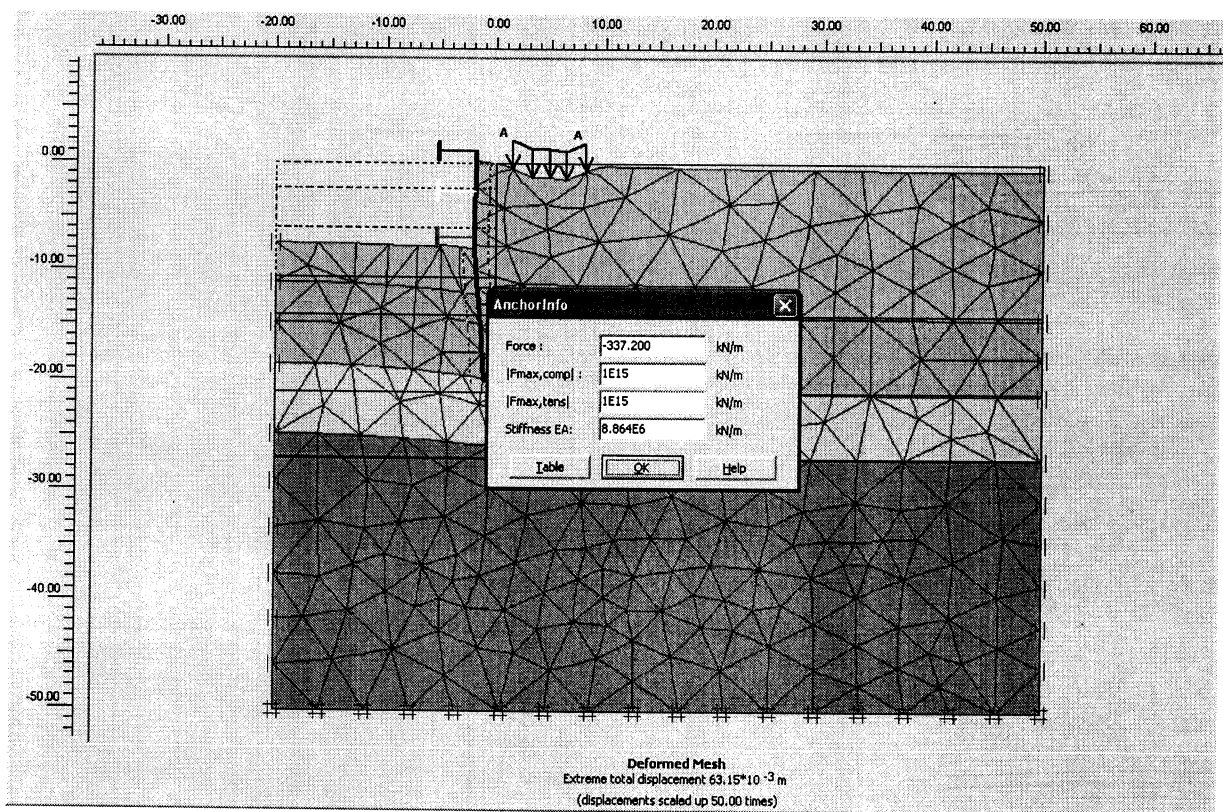 -30.00 -20.00 -10.00 0.00 10.00 20.00 30.00 40.00 50.00 60.00
0.00
-10.00
-20.00
-30.00
-40.00
-50.00
A A
AnchorInfo
Force : -337.200 kN/m
|Fmax,comp| : 1E15 kN/m
|Fmax,tens| 1E15 kN/m
Stiffness EA: 8.864E6 kN/m
Table OK Help
Deformed Mesh
Extreme total displacement 63.15*10 -3 m
(displacements scaled up 50.00 times)